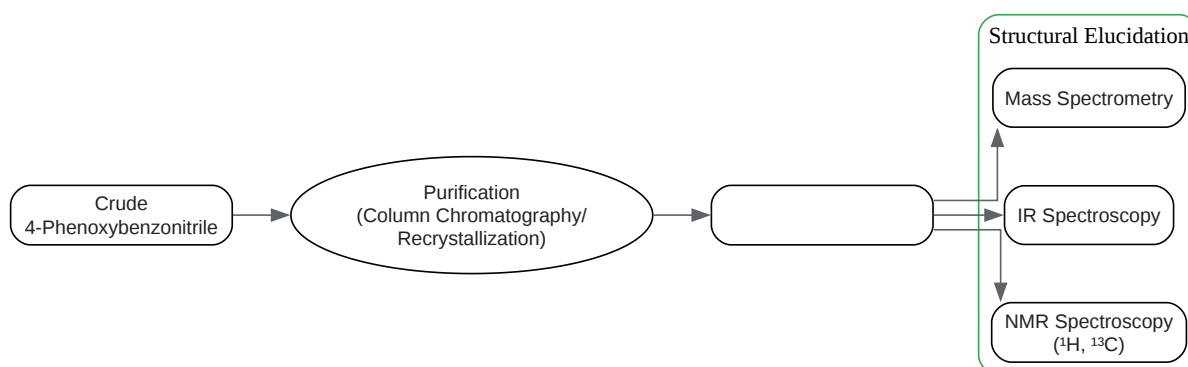 Structural Elucidation
Mass Spectrometry
Crude
4-Phenoxybenzonitrile
Purification
(Column Chromatography/
Recrystallization)
IR Spectroscopy
NMR Spectroscopy
(¹H, ¹³C)